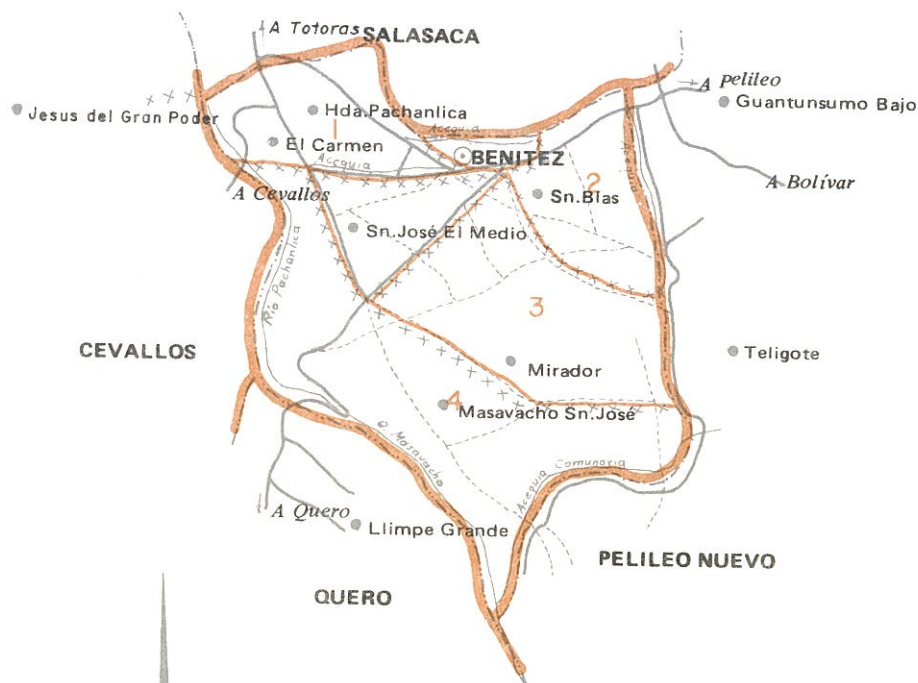 A Totoras
SALASACA
A Pelileo
Jesus del Gran Poder
Hda.Pachanlica
Guantunsumo Bajo
1
Acequia
El Carmen
Acequia
BENITEZ
Acequia
A Cevallos
2
A Bolívar
Sn.Blas
Sn.José El Medio
Rio Pachanlica
3
CEVALLOS
Teligote
Mirador
4
Masavacho Sn.José
Q. Masavacho
Acequia Comunaria
A Quero
Llimpe Grande
PELILEO NUEVO
QUERO